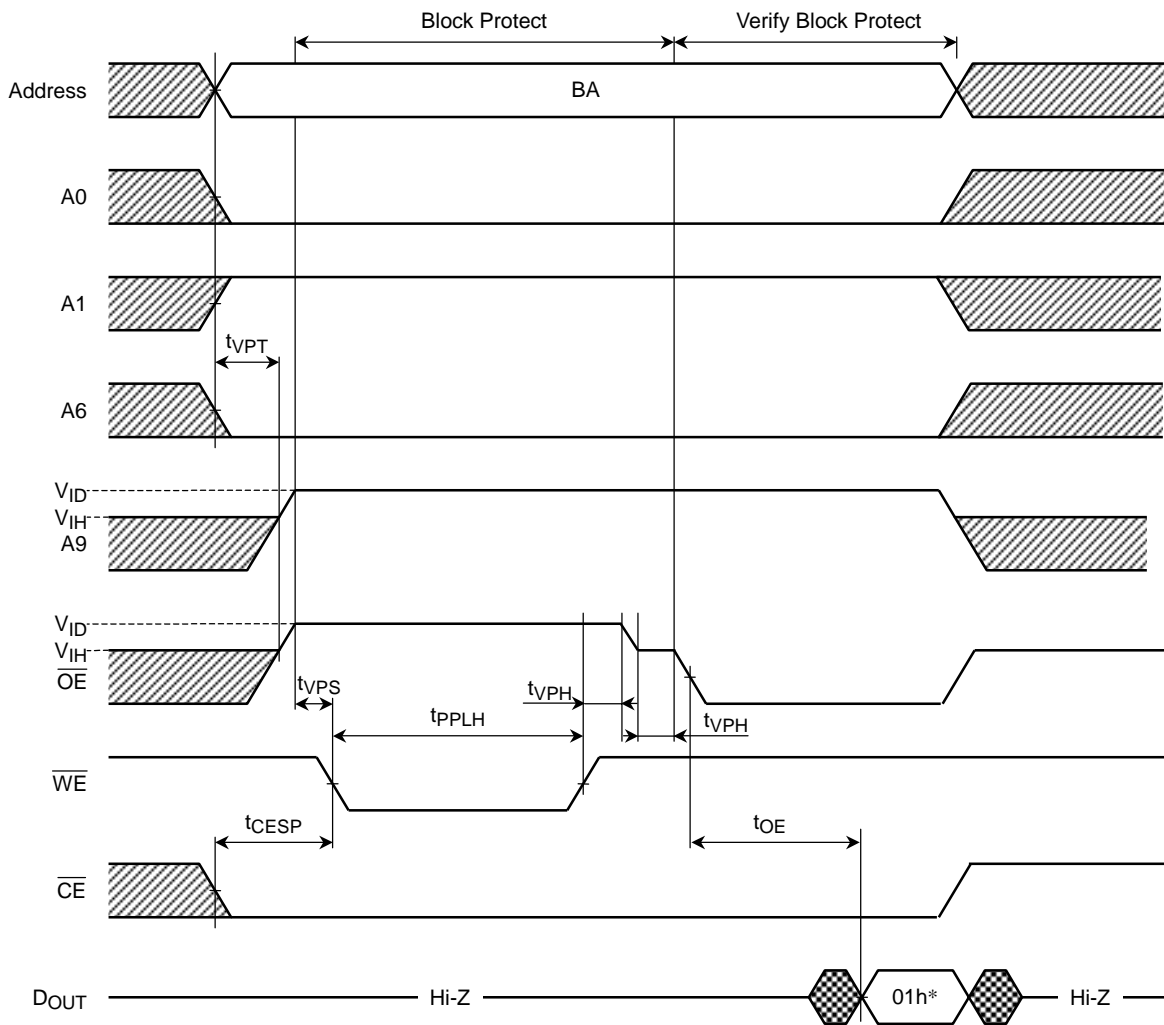 Block Protect
Verify Block Protect
Address
BA
A0
A1
tVPT
A6
VID
VIH
A9
VID
VIH
OE
tVPS
tVPH
tPPLH
tVPH
WE
tCESP
tOE
CE
DOUT
Hi-Z
01h*
Hi-Z